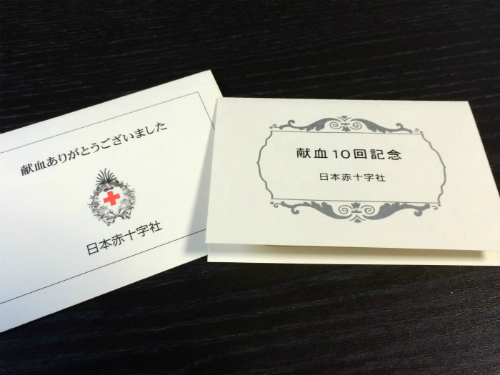 献血ありがとうございました
日本赤十字社
献血10回記念
日本赤十字社